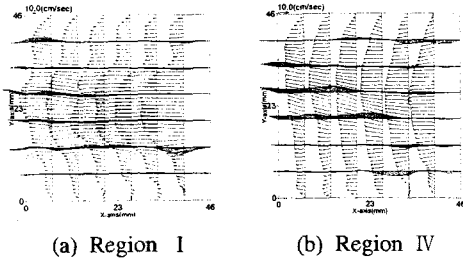 46
10.0(cm/sec)
Y-axis(mm)
23
0
0
23
46
X-axis(mm)
(a) Region Ⅰ
46
10.0(cm/sec)
Y-axis(mm)
23
0
0
23
46
X-axis(mm)
(b) Region Ⅳ